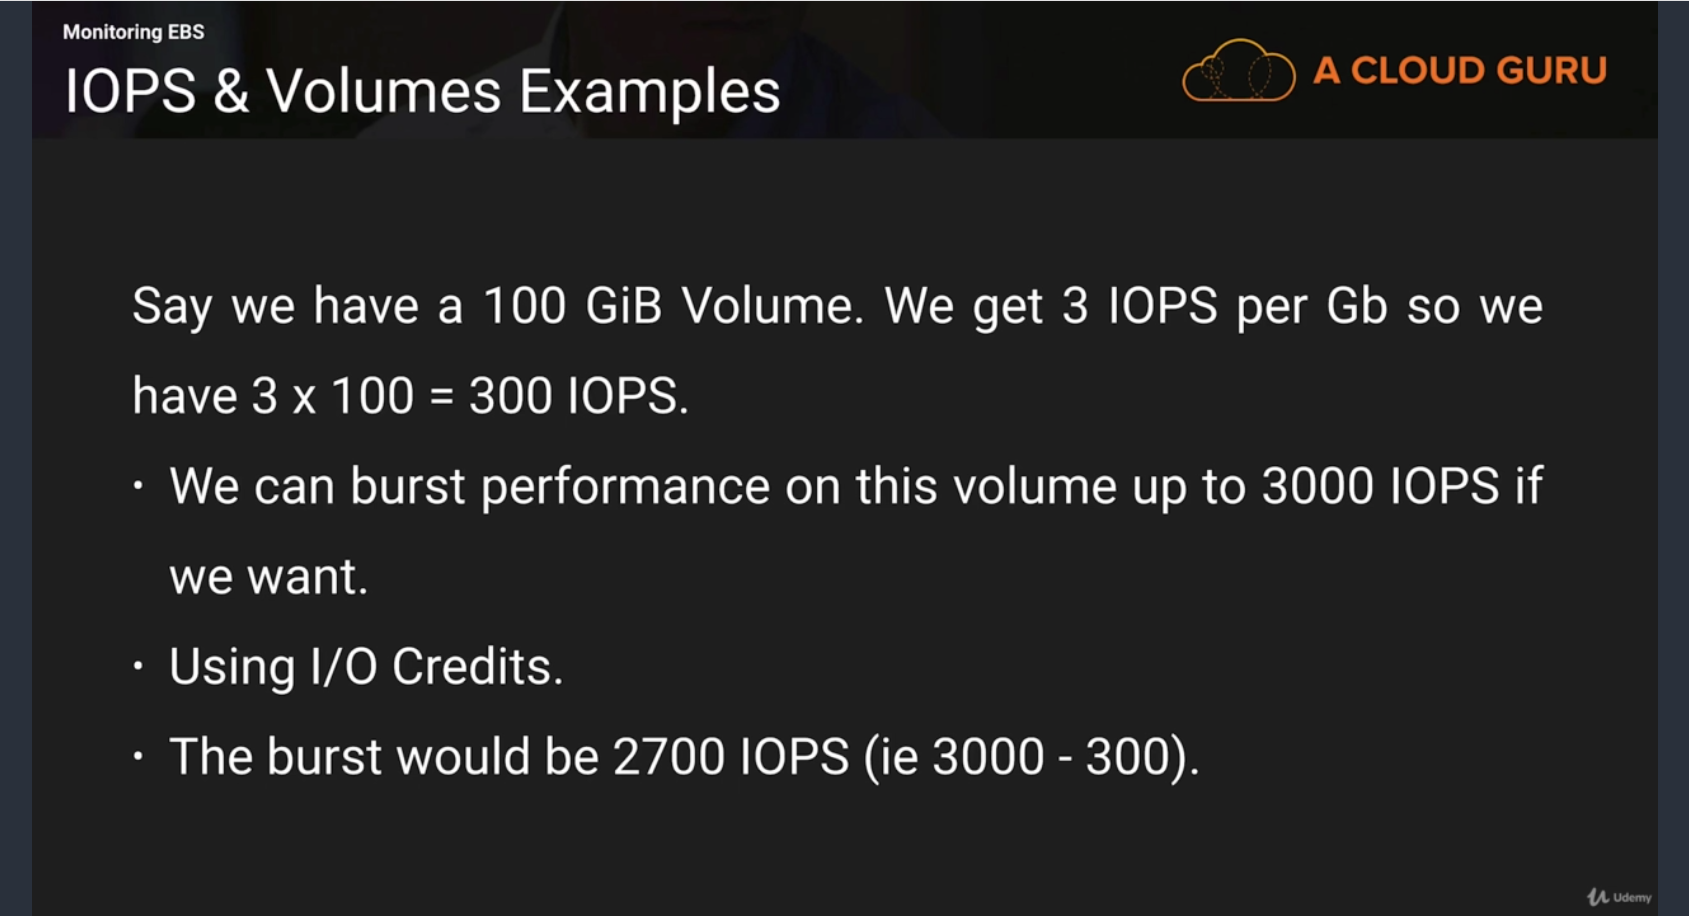 Monitoring EBS
IOPS & Volumes Examples
A CLOUD GURU
Say we have a 100 GiB Volume. We get 3 IOPS per Gb so we
have 3 x 100 = 300 IOPS.
• We can burst performance on this volume up to 3000 IOPS if
we want.
• Using I/O Credits.
• The burst would be 2700 IOPS (ie 3000 - 300).
Udemy